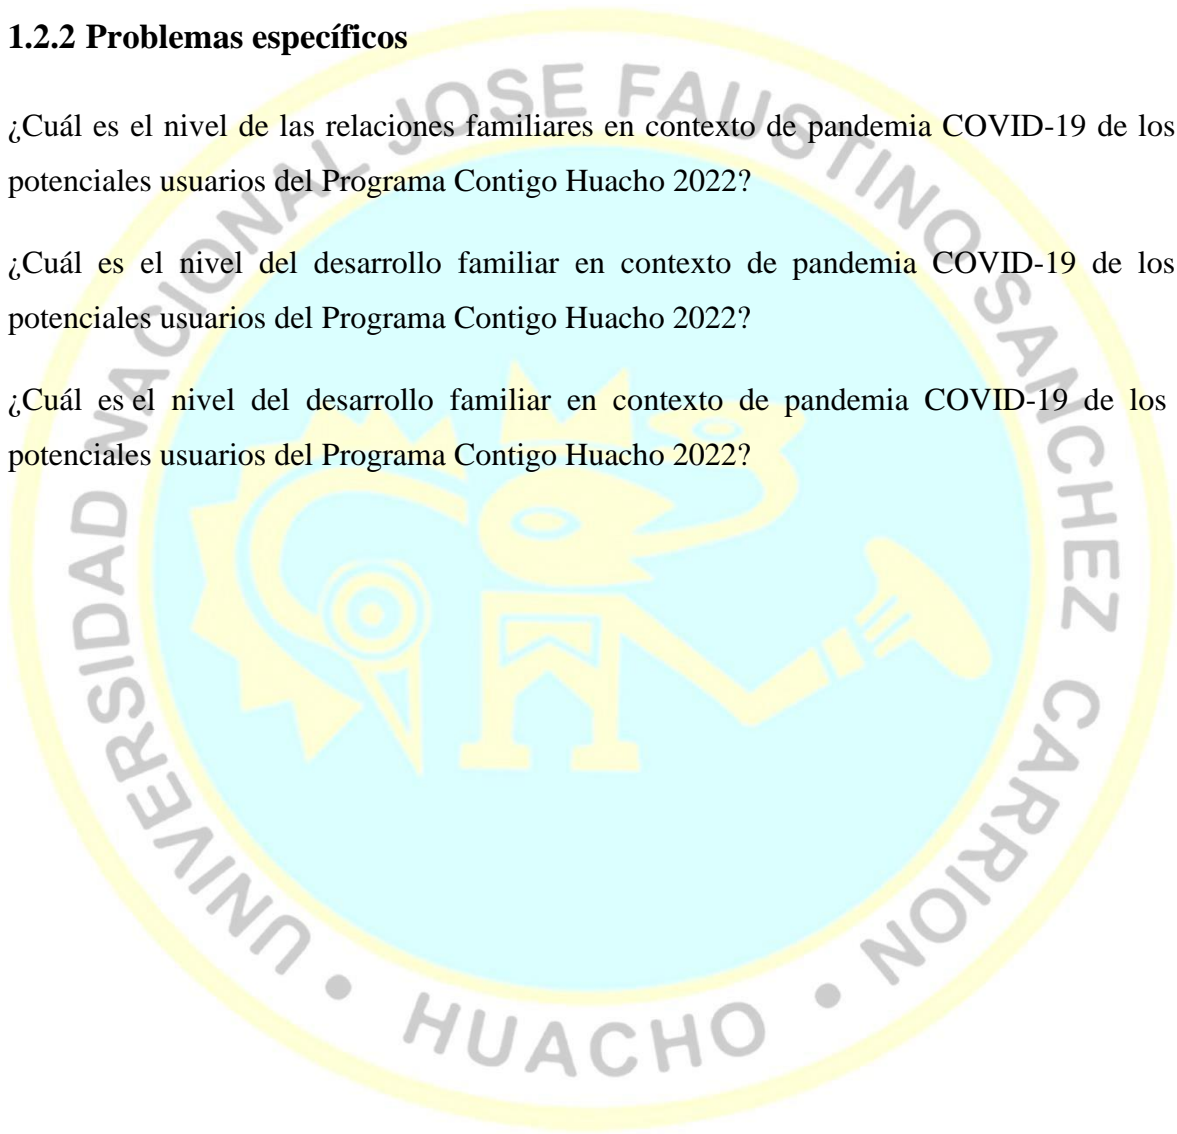 1.2.2 Problemas específicos
¿Cuál es el nivel de las relaciones familiares en contexto de pandemia COVID-19 de los
potenciales usuarios del Programa Contigo Huacho 2022?
¿Cuál es el nivel del desarrollo familiar en contexto de pandemia COVID-19 de los
potenciales usuarios del Programa Contigo Huacho 2022?
¿Cuál es el nivel del desarrollo familiar en contexto de pandemia COVID-19 de los
potenciales usuarios del Programa Contigo Huacho 2022?
UNIVERSIDAD NACIONAL JOSE FAUSTINO SANCHEZ CARRION • HUACHO •